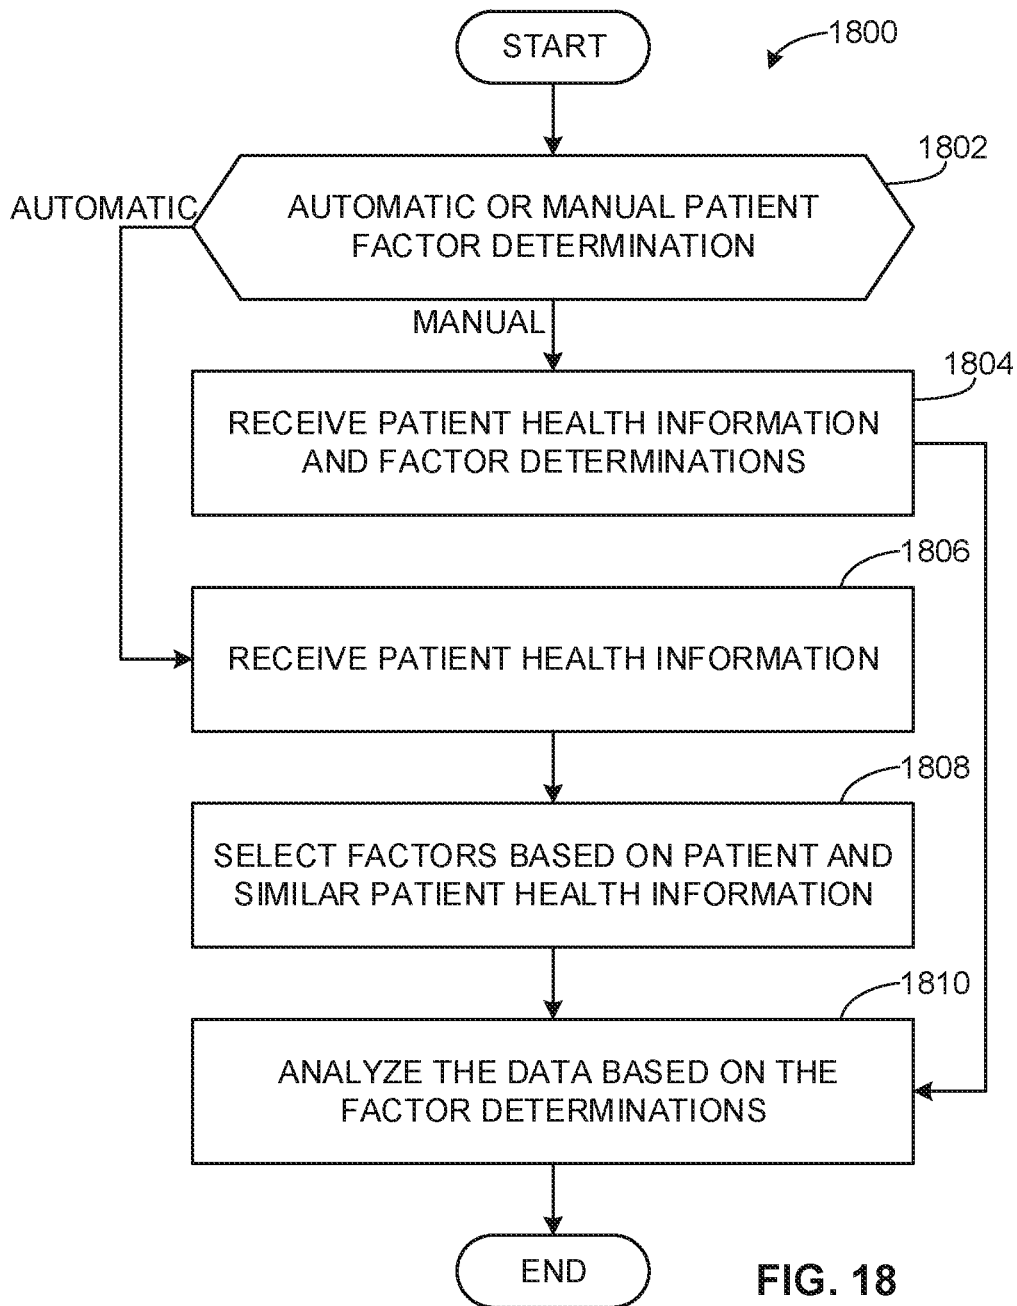 START
1800
1802
AUTOMATIC
AUTOMATIC OR MANUAL PATIENT
FACTOR DETERMINATION
MANUAL
1804
RECEIVE PATIENT HEALTH INFORMATION
AND FACTOR DETERMINATIONS
1806
RECEIVE PATIENT HEALTH INFORMATION
1808
SELECT FACTORS BASED ON PATIENT AND
SIMILAR PATIENT HEALTH INFORMATION
1810
ANALYZE THE DATA BASED ON THE
FACTOR DETERMINATIONS
END
FIG. 18